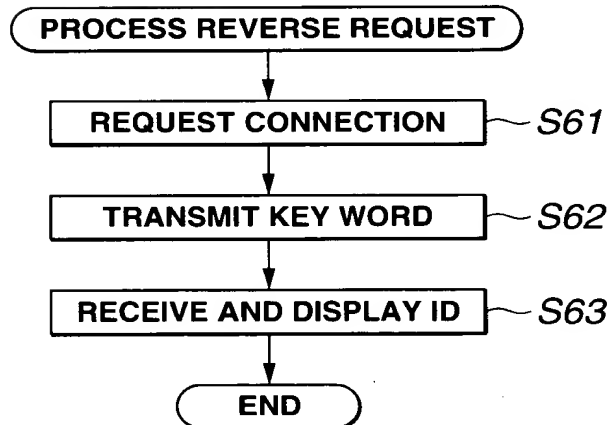 PROCESS REVERSE REQUEST
REQUEST CONNECTION S61
TRANSMIT KEY WORD S62
RECEIVE AND DISPLAY ID S63
END